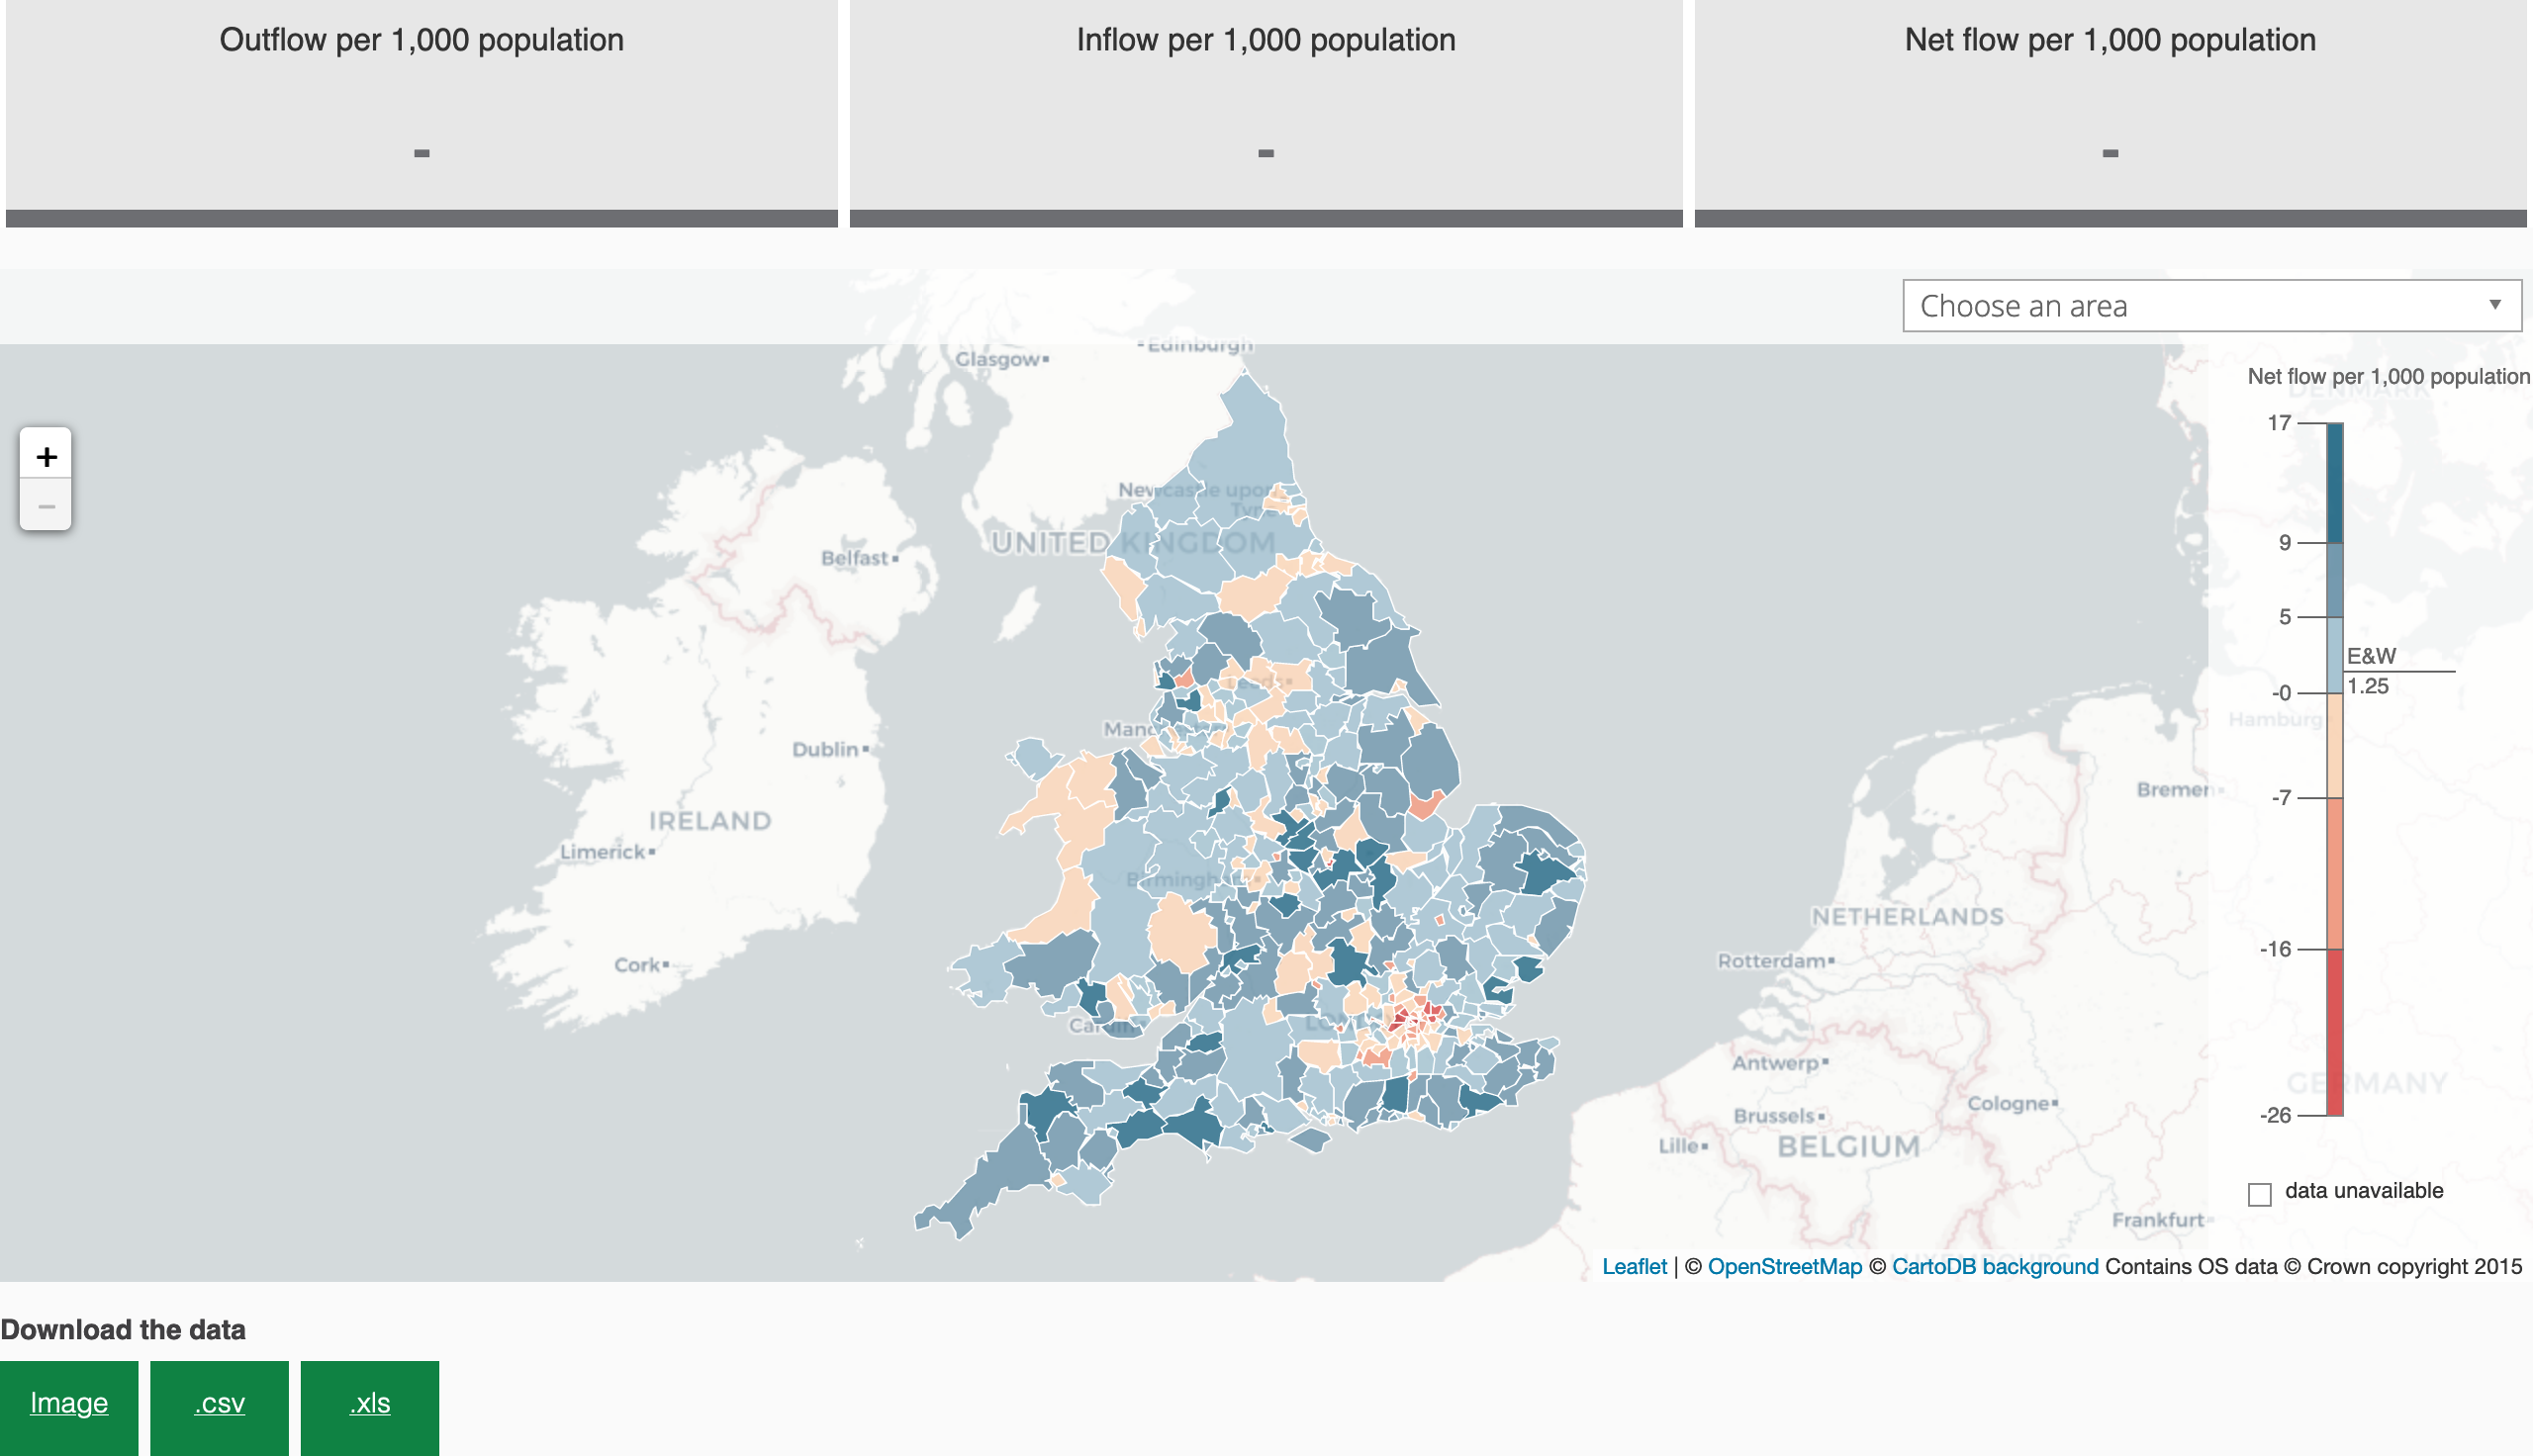 Outflow per 1,000 population
-
Inflow per 1,000 population
-
Net flow per 1,000 population
-
Choose an area
Edinburgh
Glasgow
Net flow per 1,000 population
DENMARK
17
+
−
Newcastle upon
Tyne
UNITED KINGDOM
9
Belfast
5
E&W
1.25
-0
Leeds
Hamburg
Manc
Dublin
Bremen
-7
IRELAND
Limerick
Birmingham
NETHERLANDS
-16
Cork
Rotterdam
Cardiff
LON
Antwerp
GERMANY
Cologne
Brussels
-26
Lille
BELGIUM
data unavailable
Frankfurt
LUXEMBOURG
Leaflet | © OpenStreetMap © CartoDB background Contains OS data © Crown copyright 2015
Download the data
Image
.csv
.xls